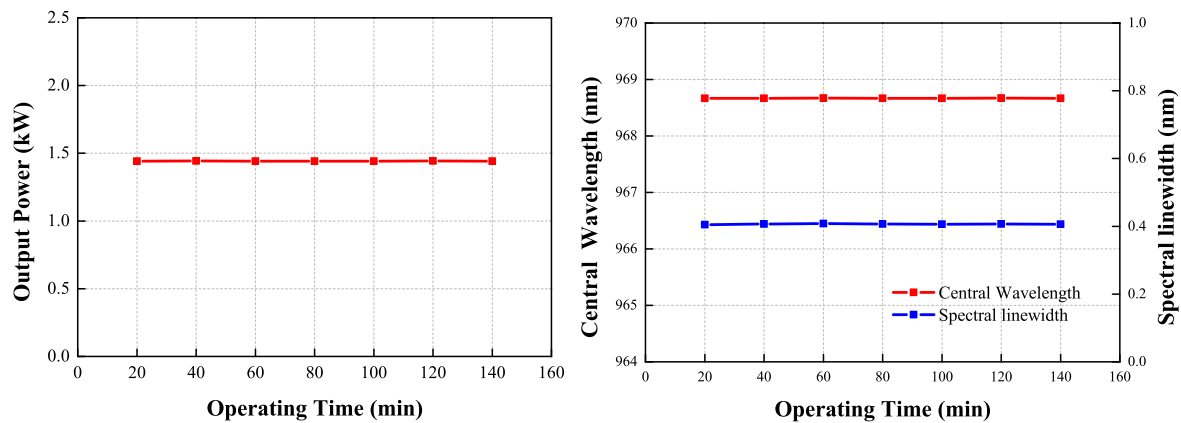 2.5
2.0
1.5
1.0
0.5
0.0
0 20 40 60 80 100 120 140 160
Output Power (kW)
Operating Time (min)
970
969
968
967
966
965
964
1.0
0.8
0.6
0.4
0.2
0.0
0 20 40 60 80 100 120 140 160
Central Wavelength (nm)
Spectral linewidth (nm)
Central Wavelength
Spectral linewidth
Operating Time (min)